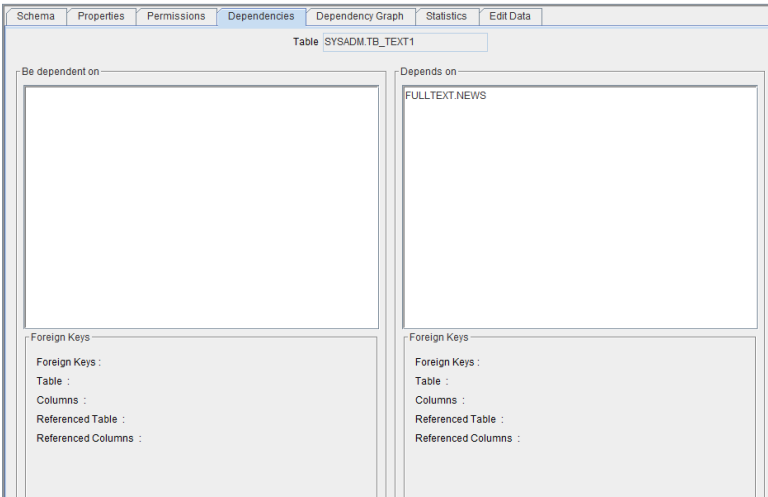 Schema Properties Permissions Dependencies Dependency Graph Statistics Edit Data
Table SYSADM.TB_TEXT1
Be dependent on
Depends on
FULLTEXT.NEWS
Foreign Keys
Foreign Keys :
Table :
Columns :
Referenced Table :
Referenced Columns :
Foreign Keys
Foreign Keys :
Table :
Columns :
Referenced Table :
Referenced Columns :